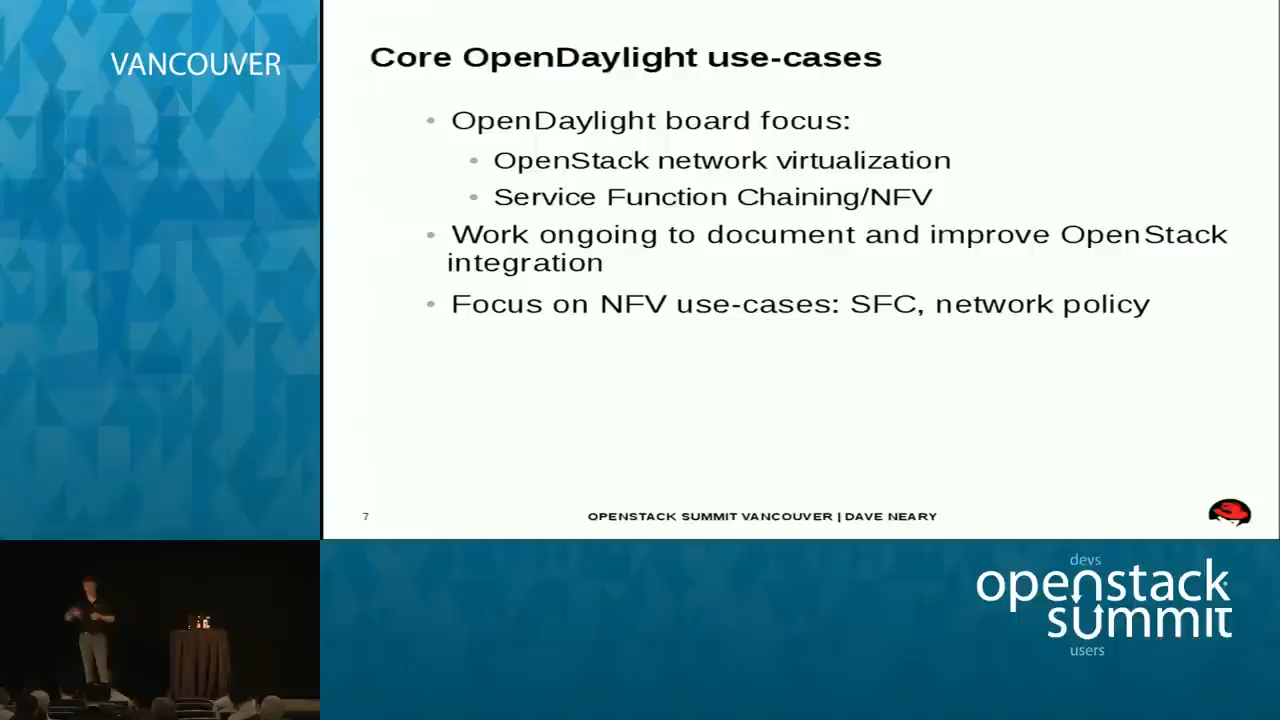 VANCOUVER
Core OpenDaylight use-cases
• OpenDaylight board focus:
• OpenStack network virtualization
• Service Function Chaining/NFV
• Work ongoing to document and improve OpenStack
integration
• Focus on NFV use-cases: SFC, network policy
7
OPENSTACK SUMMIT VANCOUVER | DAVE NEARY
devs
openstack
summit
users